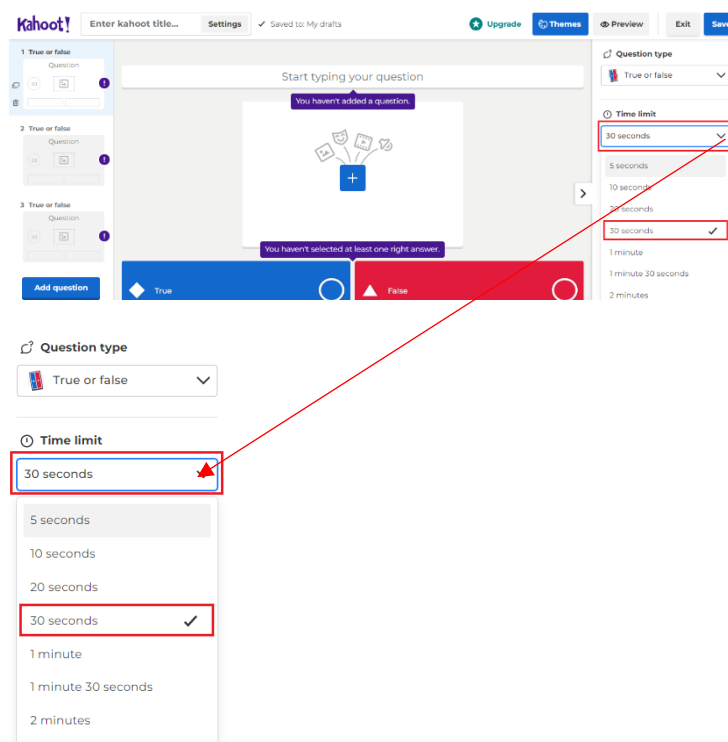 Kahoot! Enter kahoot title... Settings Saved to: My drafts Upgrade Themes Preview Exit Save
1 True or false
Question
2 True or false
Question
3 True or false
Question
Add question
Start typing your question
You haven't added a question.
You haven't selected at least one right answer.
True
False
Question type
True or false
Time limit
30 seconds
5 seconds
10 seconds
20 seconds
30 seconds
1 minute
1 minute 30 seconds
2 minutes
Question type
True or false
Time limit
30 seconds
5 seconds
10 seconds
20 seconds
30 seconds
1 minute
1 minute 30 seconds
2 minutes